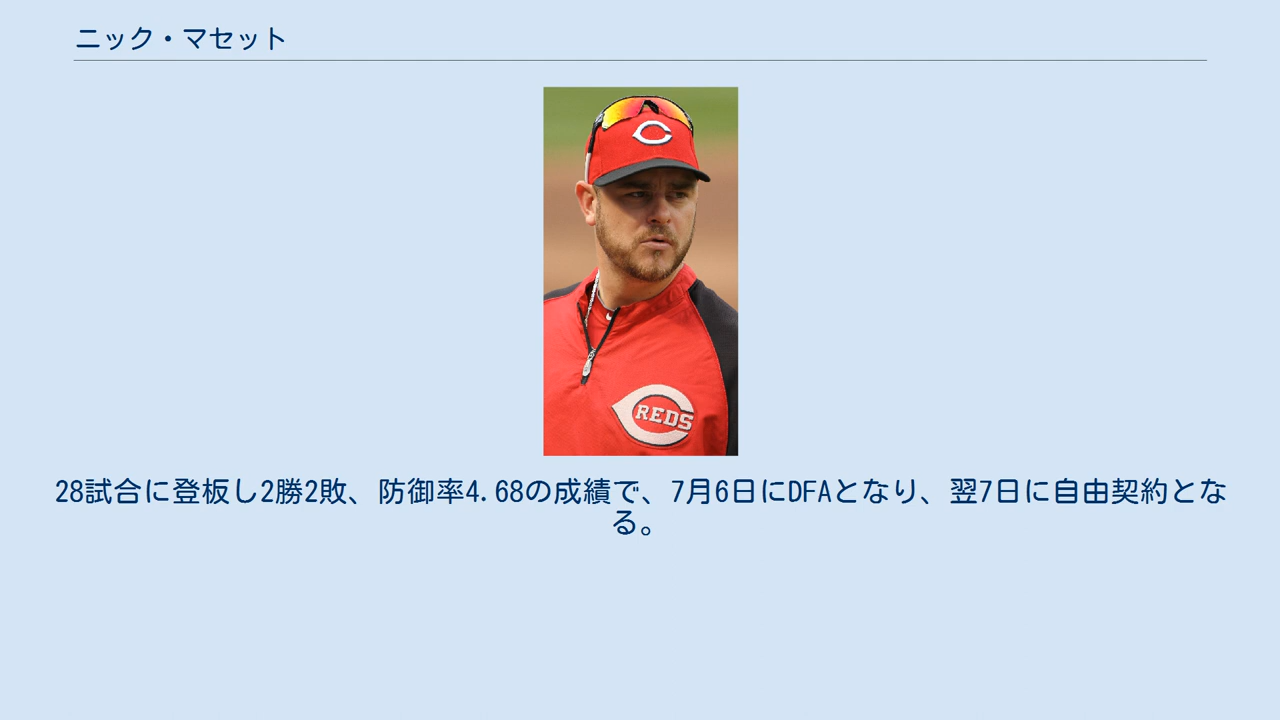 ニック・マセット
C
REDS
28試合に登板し2勝2敗、防御率4.68の成績で、7月6日にDFAとなり、翌7日に自由契約とな
る。